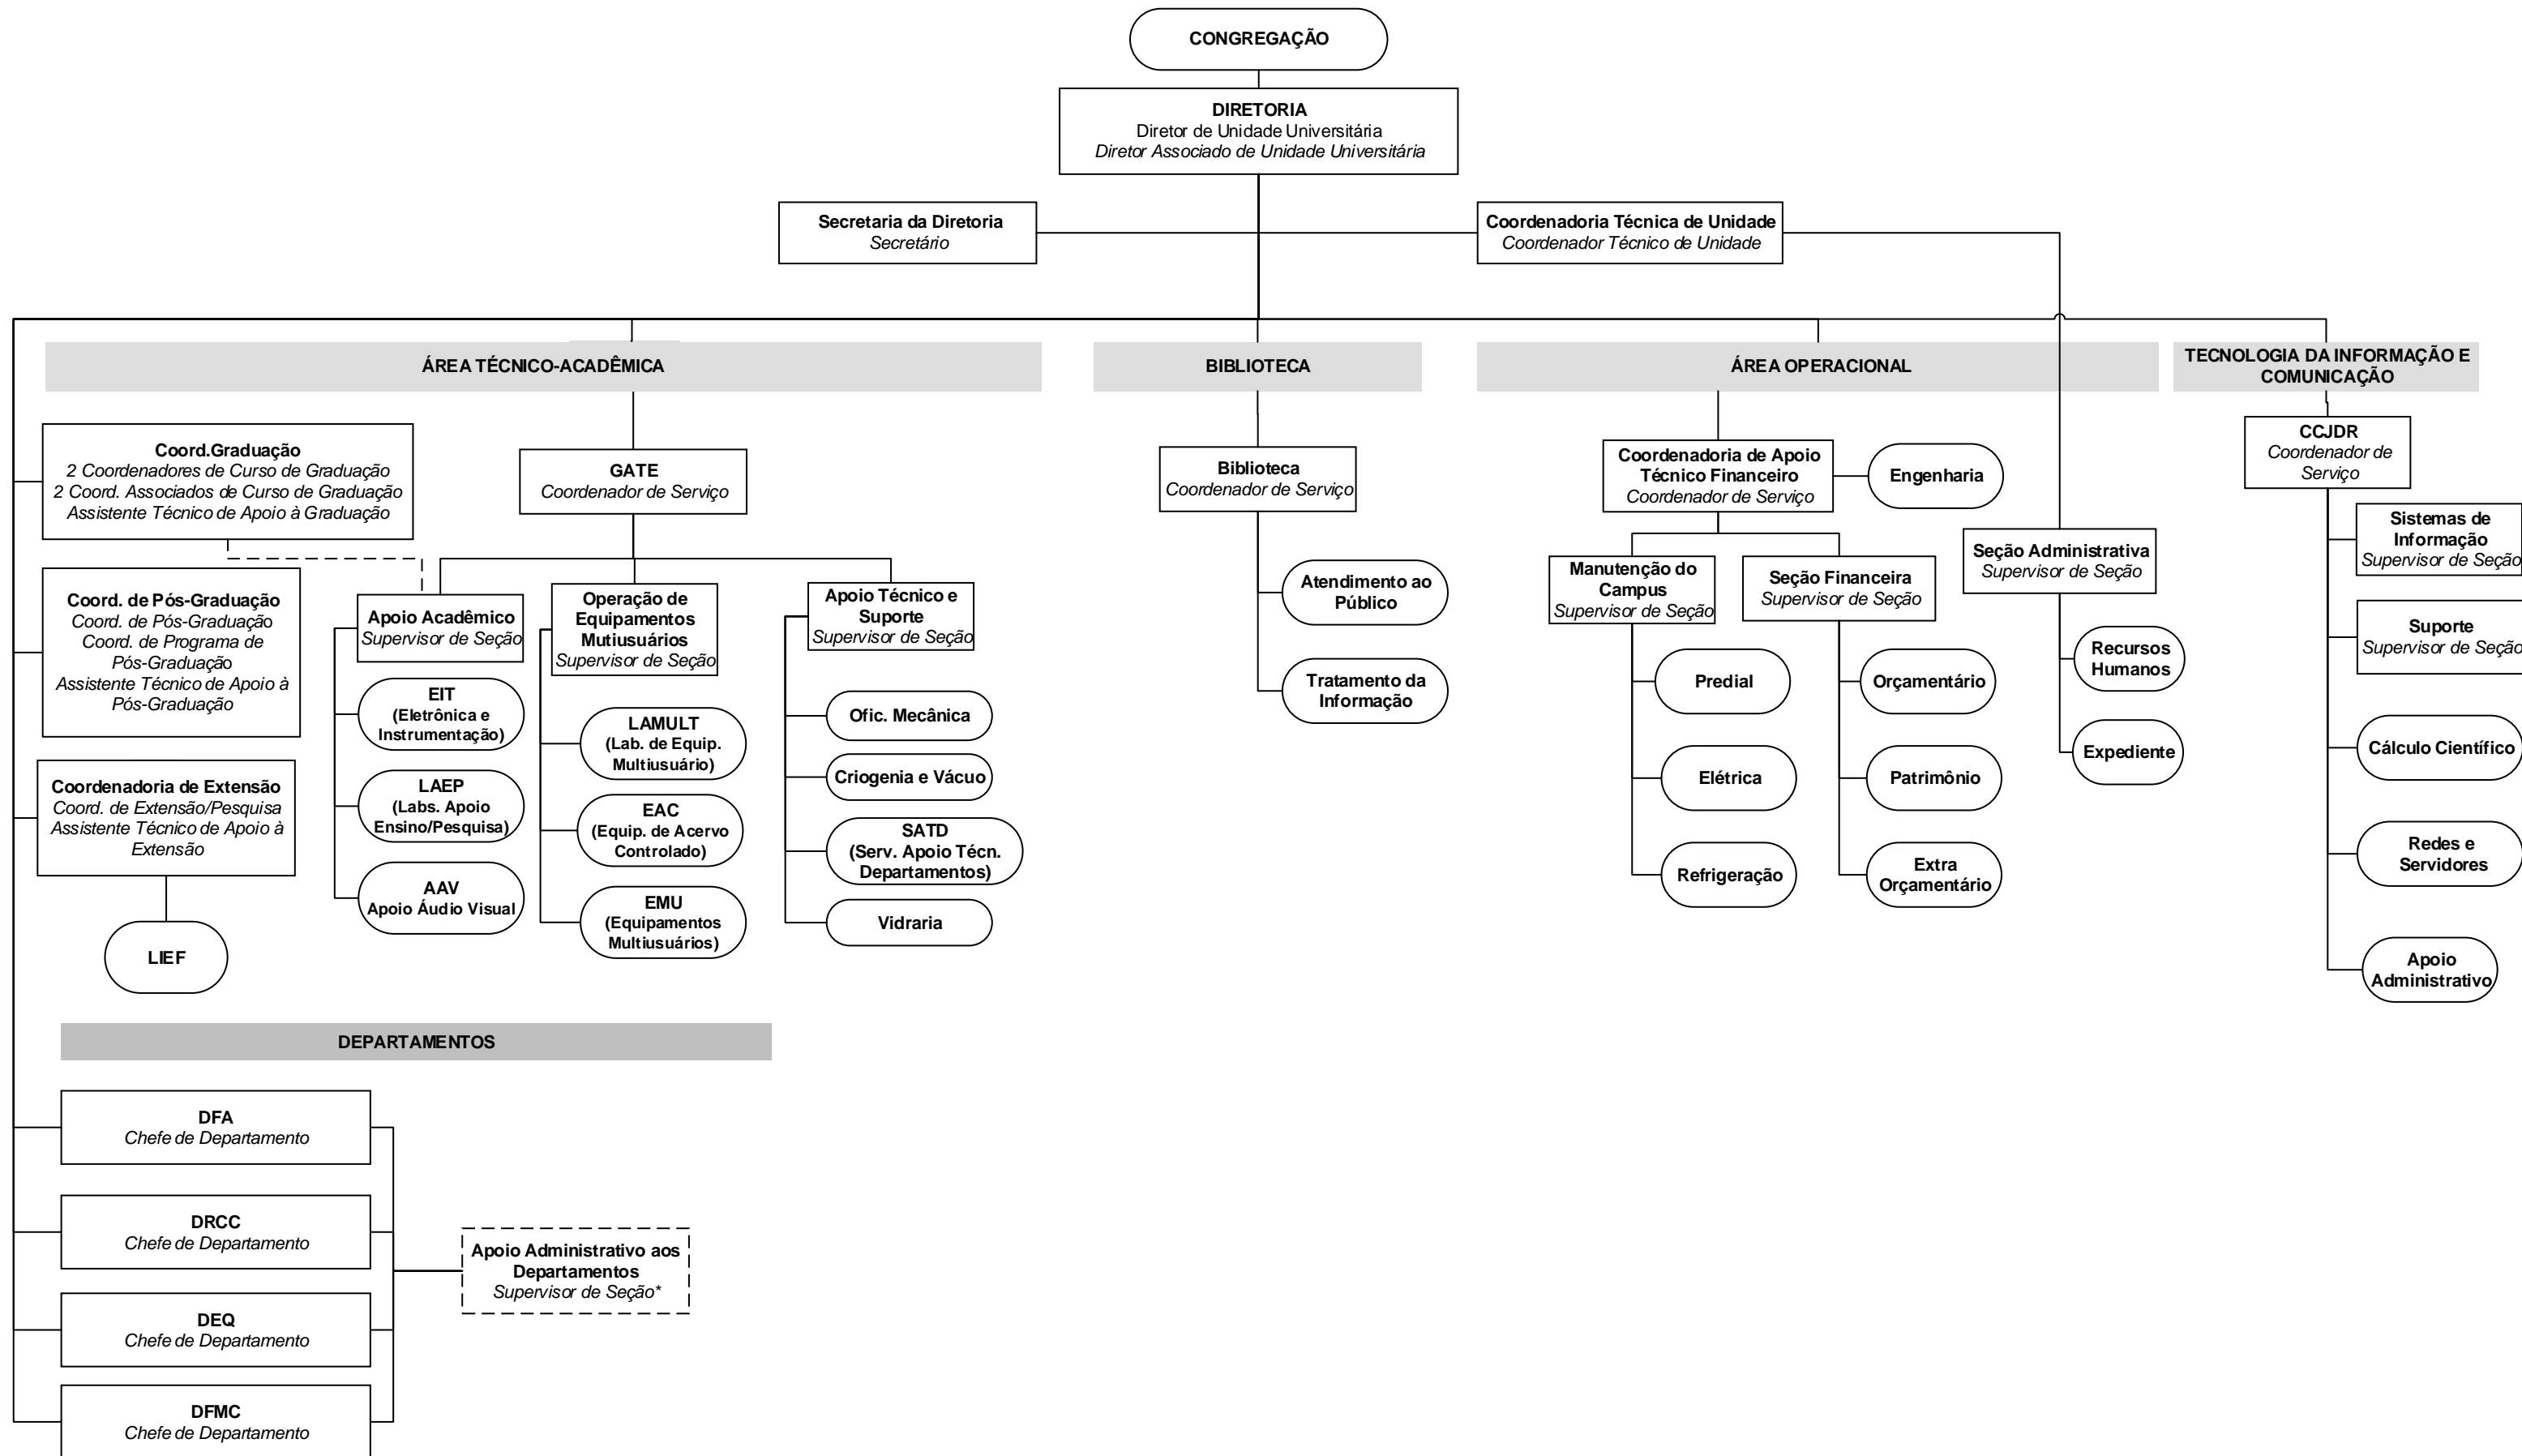 CONGREGAÇÃO
DIRETORIA
Diretor de Unidade Universitária
Diretor Associado de Unidade Universitária
Secretaria da Diretoria
Secretário
Coordenadoria Técnica de Unidade
Coordenador Técnico de Unidade
ÁREA TÉCNICO-ACADÊMICA
BIBLIOTECA
ÁREA OPERACIONAL
TECNOLOGIA DA INFORMAÇÃO E
COMUNICAÇÃO
Coord.Graduação
2 Coordenadores de Curso de Graduação
2 Coord. Associados de Curso de Graduação
Assistente Técnico de Apoio à Graduação
Coord. de Pós-Graduação
Coord. de Pós-Graduação
Coord. de Programa de
Pós-Graduação
Assistente Técnico de Apoio à
Pós-Graduação
Coordenadoria de Extensão
Coord. de Extensão/Pesquisa
Assistente Técnico de Apoio à
Extensão
LIEF
GATE
Coordenador de Serviço
Apoio Acadêmico
Supervisor de Seção
EIT
(Eletrônica e
Instrumentação)
LAEP
(Labs. Apoio
Ensino/Pesquisa)
AAV
Apoio Áudio Visual
Operação de
Equipamentos
Mutiusuários
Supervisor de Seção
LAMULT
(Lab. de Equip.
Multiusuário)
EAC
(Equip. de Acervo
Controlado)
EMU
(Equipamentos
Multiusuários)
Apoio Técnico e
Suporte
Supervisor de Seção
Ofic. Mecânica
Criogenia e Vácuo
SATD
(Serv. Apoio Técn.
Departamentos)
Vidraria
Biblioteca
Coordenador de Serviço
Atendimento ao
Público
Tratamento da
Informação
Coordenadoria de Apoio
Técnico Financeiro
Coordenador de Serviço
Engenharia
Manutenção do
Campus
Supervisor de Seção
Predial
Elétrica
Refrigeração
Seção Financeira
Supervisor de Seção
Orçamentário
Patrimônio
Extra
Orçamentário
Seção Administrativa
Supervisor de Seção
Recursos
Humanos
Expediente
CCJDR
Coordenador de
Serviço
Sistemas de
Informação
Supervisor de Seção
Suporte
Supervisor de Seção
Cálculo Científico
Redes e
Servidores
Apoio
Administrativo
DEPARTAMENTOS
DFA
Chefe de Departamento
DRCC
Chefe de Departamento
DEQ
Chefe de Departamento
DFMC
Chefe de Departamento
Apoio Administrativo aos
Departamentos
Supervisor de Seção*